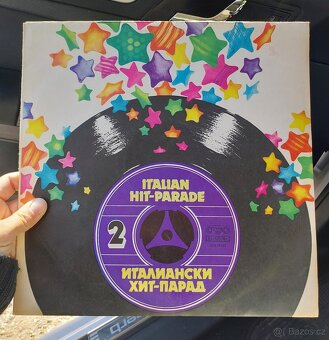 ITALIAN
HIT-PARADE
2
ИТАЛИАНСКИ
ХИТ-ПАРАД
Bazos.cz